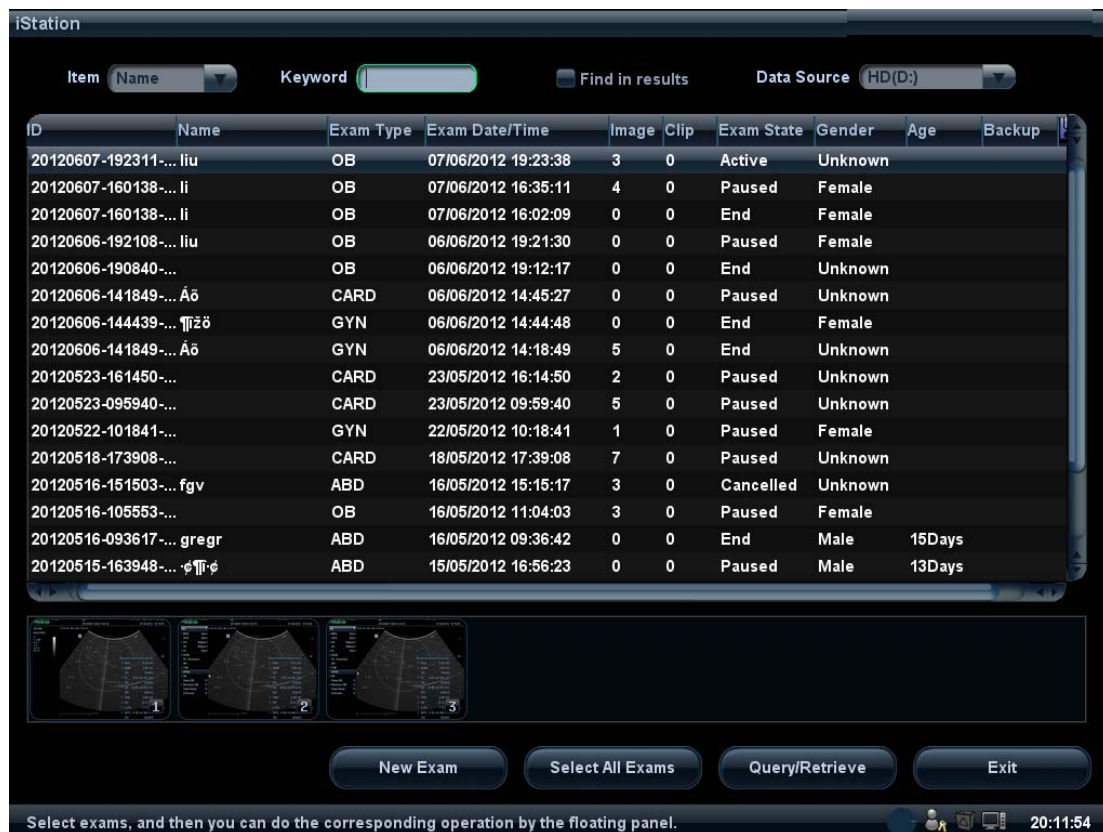 iStation
Item Name Keyword Find in results Data Source HD(D:)
ID Name Exam Type Exam Date/Time Image Clip Exam State Gender Age Backup
20120607-192311-... liu OB 07/06/2012 19:23:38 3 0 Active Unknown
20120607-160138-... li OB 07/06/2012 16:35:11 4 0 Paused Female
20120607-160138-... li OB 07/06/2012 16:02:09 0 0 End Female
20120606-192108-... liu OB 06/06/2012 19:21:30 0 0 Paused Female
20120606-190840-... OB 06/06/2012 19:12:17 0 0 End Unknown
20120606-141849-... Áõ CARD 06/06/2012 14:45:27 0 0 Paused Unknown
20120606-144439-... ¶ïžö GYN 06/06/2012 14:44:48 0 0 End Female
20120606-141849-... Áõ GYN 06/06/2012 14:18:49 5 0 End Unknown
20120523-161450-... CARD 23/05/2012 16:14:50 2 0 Paused Unknown
20120523-095940-... CARD 23/05/2012 09:59:40 5 0 Paused Unknown
20120522-101841-... GYN 22/05/2012 10:18:41 1 0 Paused Female
20120518-173908-... CARD 18/05/2012 17:39:08 7 0 Paused Unknown
20120516-151503-... fgv ABD 16/05/2012 15:15:17 3 0 Cancelled Unknown
20120516-105553-... OB 16/05/2012 11:04:03 3 0 Paused Female
20120516-093617-... gregr ABD 16/05/2012 09:36:42 0 0 End Male 15Days
20120515-163948-... ·¢¶ï·¢ ABD 15/05/2012 16:56:23 0 0 Paused Male 13Days
1 2 3
New Exam Select All Exams Query/Retrieve Exit
Select exams, and then you can do the corresponding operation by the floating panel. 20:11:54